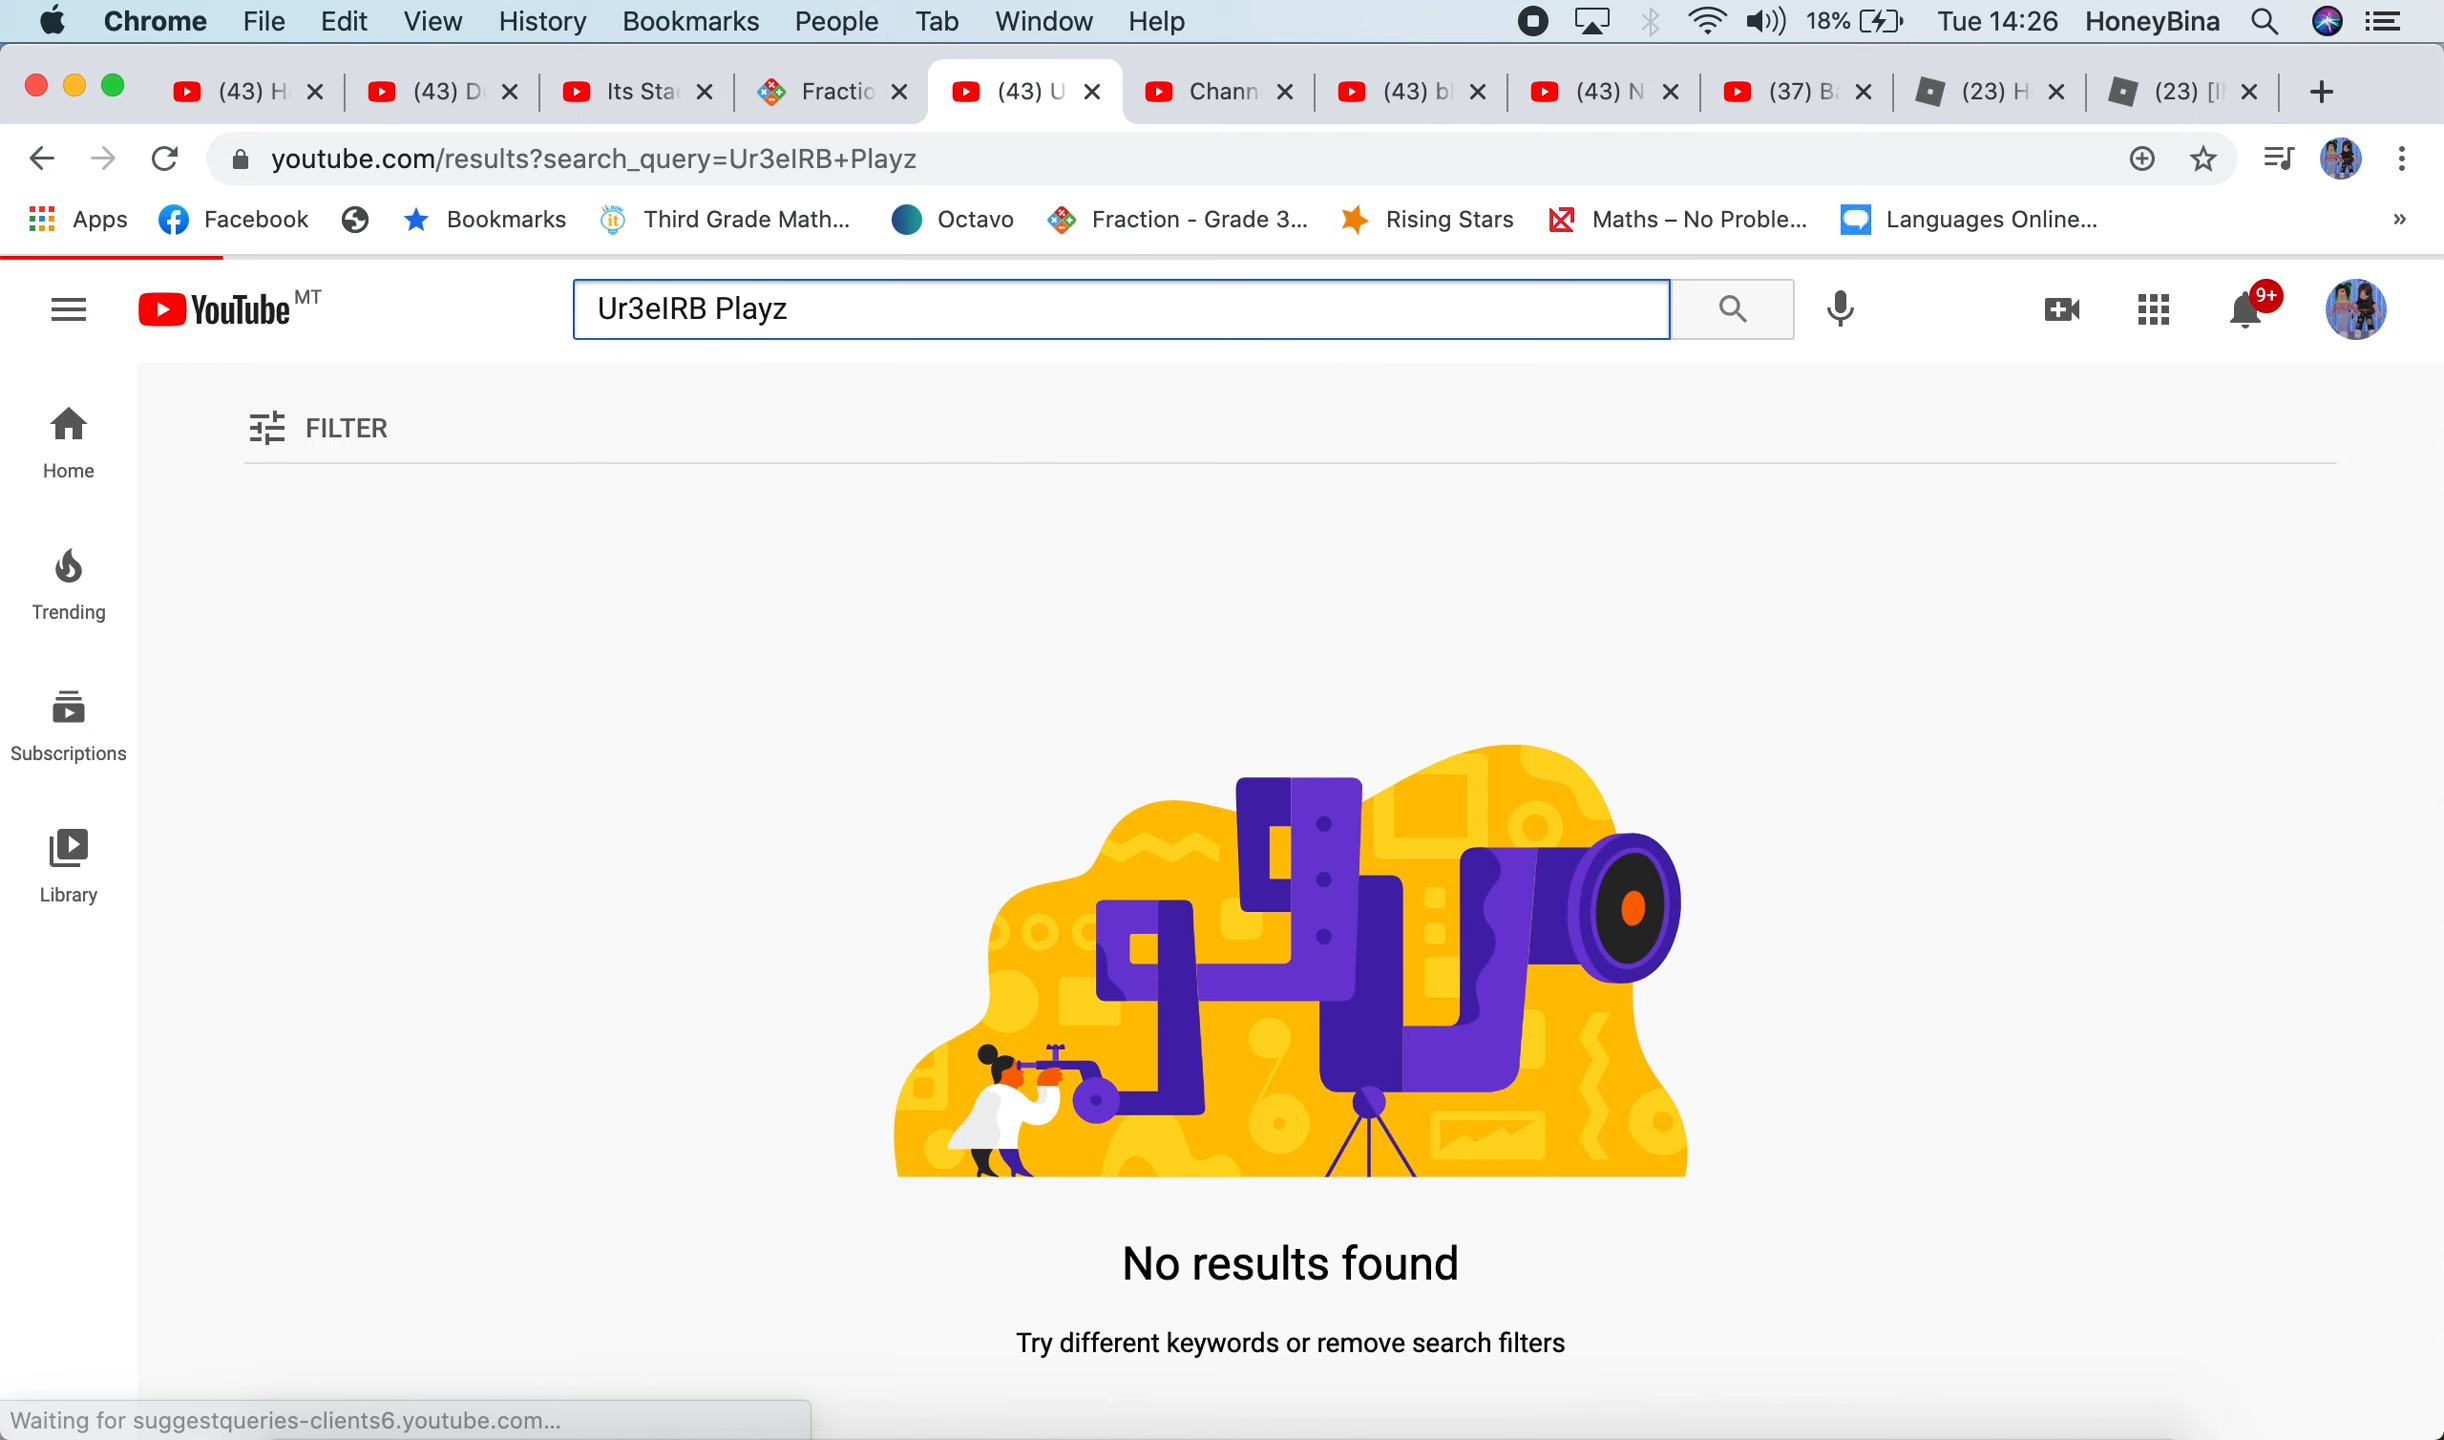 Chrome File Edit View History Bookmarks People Tab Window Help 18% Tue 14:26 HoneyBina
(43) H (43) D Its Sta Fractio (43) U Chann (43) bl (43) N (37) Ba (23) H (23) [I
youtube.com/results?search_query=Ur3eIRB+Playz
Apps Facebook Bookmarks Third Grade Math... Octavo Fraction - Grade 3... Rising Stars Maths – No Proble... Languages Online... »
YouTube MT Ur3eIRB Playz 9+
FILTER
Home
Trending
Subscriptions
Library
No results found
Try different keywords or remove search filters
Waiting for suggestqueries-clients6.youtube.com...